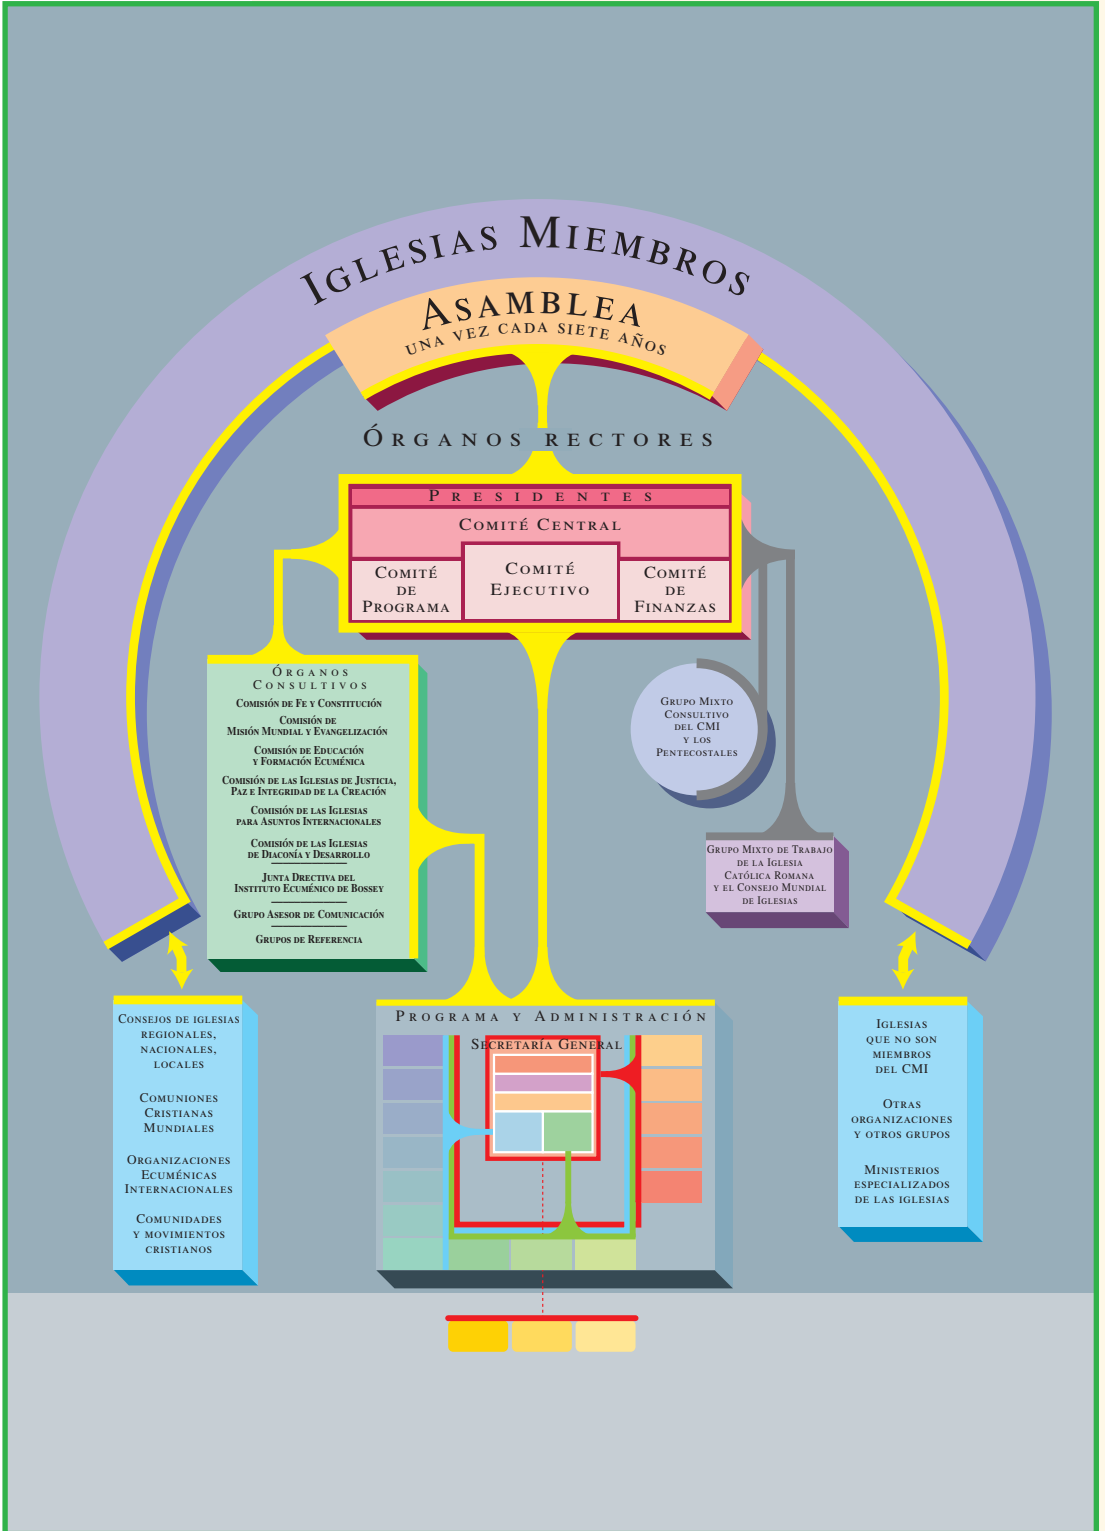 Iglesias Miembros
Asamblea
una vez cada siete años
Órganos rectores
Presidentes
Comité Central
Comité
de
Programa
Comité
Ejecutivo
Comité
de
Finanzas
Órganos
Consultivos
Comisión de Fe y Constitución
Comisión de
Misión Mundial y Evangelización
Comisión de Educación
y Formación Ecuménica
Comisión de las Iglesias de Justicia,
Paz e Integridad de la Creación
Comisión de las Iglesias
para Asuntos Internacionales
Comisión de las Iglesias
de Diaconía y Desarrollo
Junta Drectiva del
Instituto Ecuménico de Bossey
Grupo Asesor de Comunicación
Grupos de Referencia
Grupo Mixto
Consultivo
del CMI
y los
Pentecostales
Grupo Mixto de Trabajo
de la Iglesia
Católica Romana
y el Consejo Mundial
de Iglesias
Consejos de iglesias
regionales,
nacionales,
locales
Comuniones
Cristianas
Mundiales
Organizaciones
Ecuménicas
Internacionales
Comunidades
y movimientos
cristianos
Programa y Administración
Secretaría General
Iglesias
que no son
miembros
del CMI
Otras
organizaciones
y otros grupos
Ministerios
especializados
de las iglesias